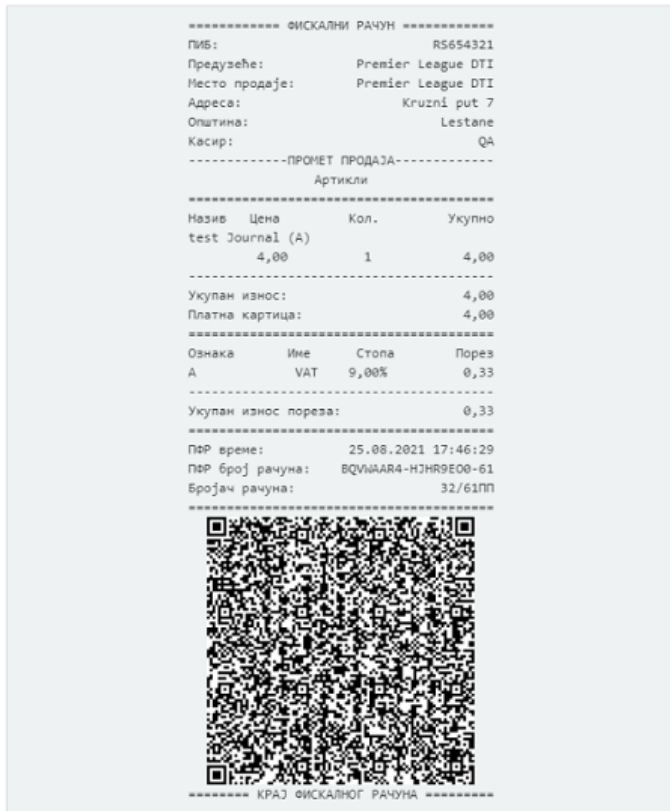 ============ ФИСКАЛНИ РАЧУН ============
ПИБ: RS654321
Предузеће: Premier League DTI
Место продаје: Premier League DTI
Адреса: Kruzni put 7
Општина: Lestane
Касир: QA
-------------ПРОМЕТ ПРОДАЈА-------------
Артикли
========================================
Назив Цена Кол. Укупно
test Journal (A)
4,00 1 4,00
----------------------------------------
Укупан износ: 4,00
Платна картица: 4,00
========================================
Ознака Име Стопа Порез
A VAT 9,00% 0,33
----------------------------------------
Укупан износ пореза: 0,33
========================================
ПФР време: 25.08.2021 17:46:29
ПФР број рачуна: BQVWAAR4-HJHR9EO0-61
Бројач рачуна: 32/61ПП
========================================
======== КРАЈ ФИСКАЛНОГ РАЧУНА =========